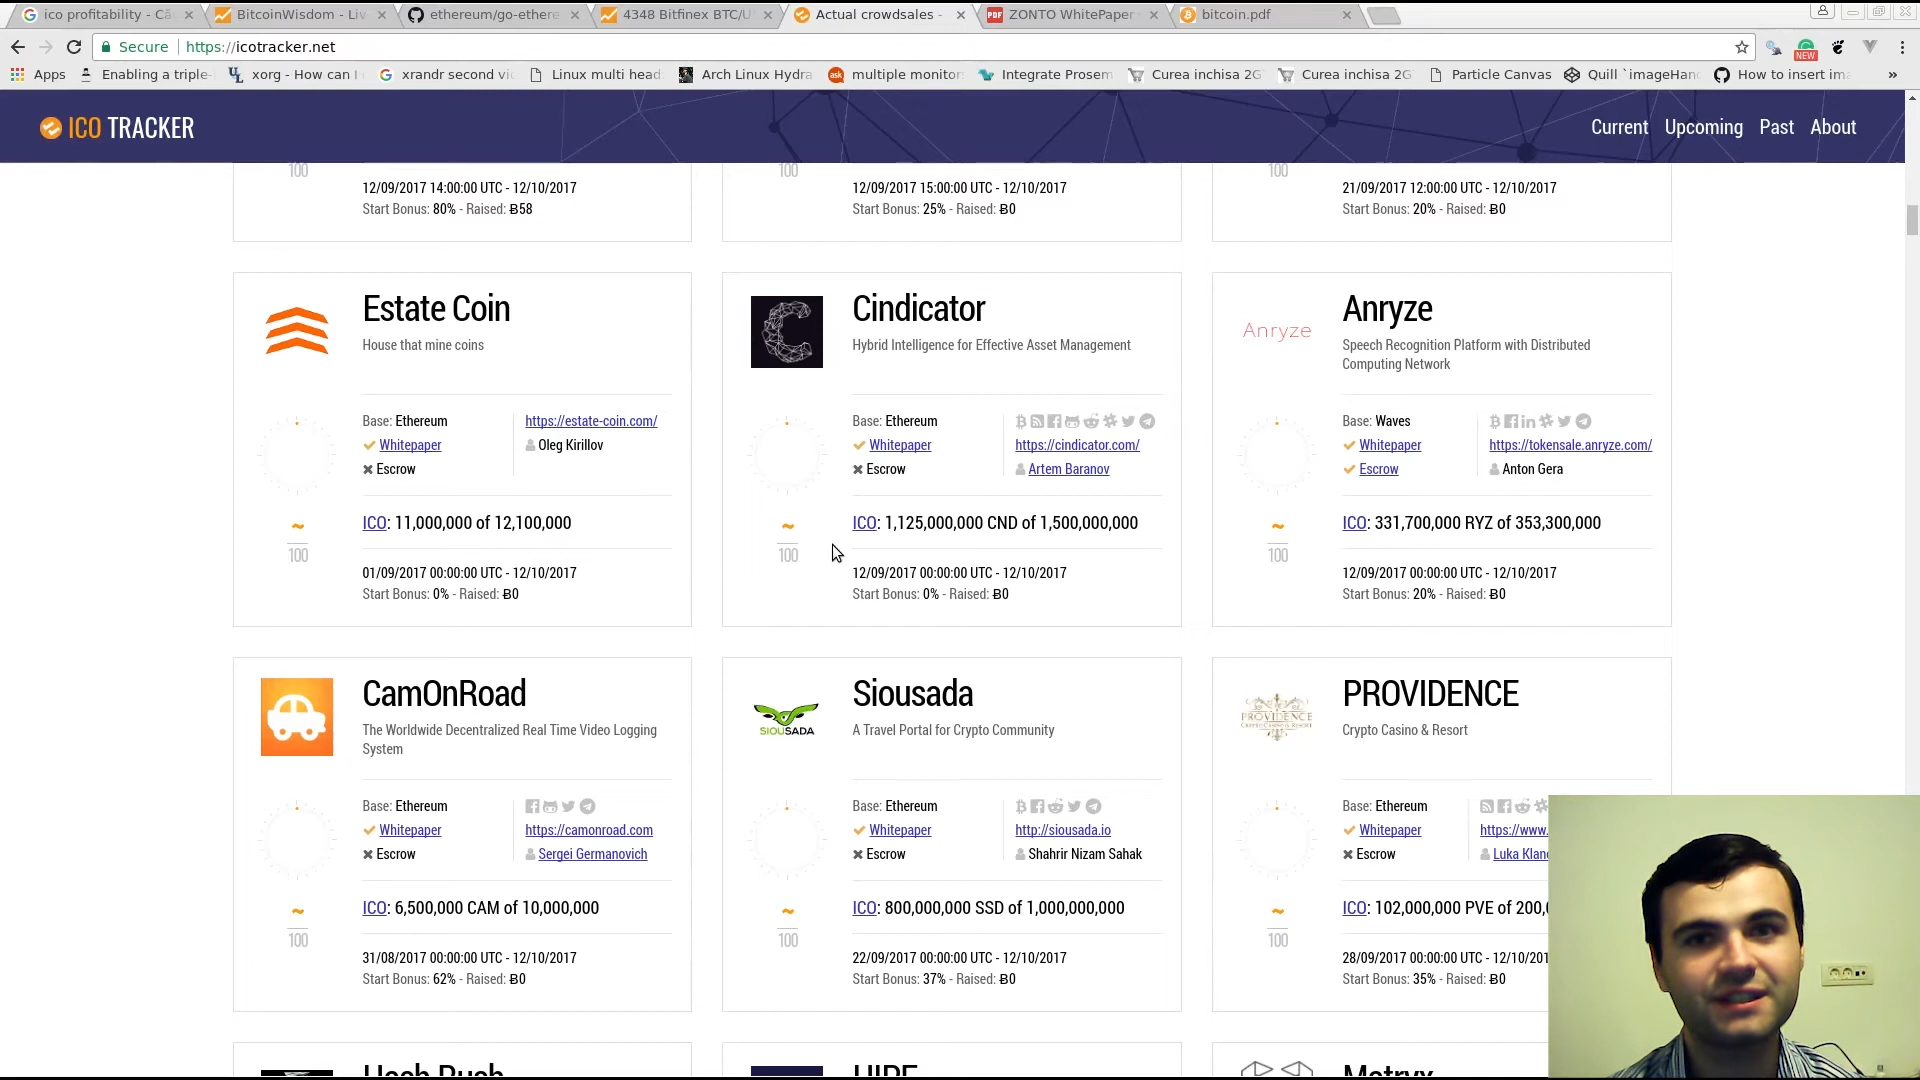 ico profitability - Că
BitcoinWisdom - Liv
ethereum/go-ethere
4348 Bitfinex BTC/U
Actual crowdsales -
ZONTO WhitePaper
bitcoin.pdf
Secure https://icotracker.net
NEW
Apps Enabling a triple- xorg - How can I xrandr second vi Linux multi head Arch Linux Hydra multiple monitor Integrate Prosem Curea inchisa 2G Curea inchisa 2G Particle Canvas Quill `imageHan How to insert ima »
ICO TRACKER
Current Upcoming Past About
100
12/09/2017 14:00:00 UTC - 12/10/2017
Start Bonus: 80% - Raised: Ƀ58
100
12/09/2017 15:00:00 UTC - 12/10/2017
Start Bonus: 25% - Raised: Ƀ0
100
21/09/2017 12:00:00 UTC - 12/10/2017
Start Bonus: 20% - Raised: Ƀ0
Estate Coin
House that mine coins
Base: Ethereum
Whitepaper
Escrow
https://estate-coin.com/
Oleg Kirillov
ICO: 11,000,000 of 12,100,000
~
100
01/09/2017 00:00:00 UTC - 12/10/2017
Start Bonus: 0% - Raised: Ƀ0
Cindicator
Hybrid Intelligence for Effective Asset Management
Base: Ethereum
Whitepaper
Escrow
https://cindicator.com/
Artem Baranov
ICO: 1,125,000,000 CND of 1,500,000,000
~
100
12/09/2017 00:00:00 UTC - 12/10/2017
Start Bonus: 0% - Raised: Ƀ0
Anryze
Anryze
Speech Recognition Platform with Distributed
Computing Network
Base: Waves
Whitepaper
Escrow
https://tokensale.anryze.com/
Anton Gera
ICO: 331,700,000 RYZ of 353,300,000
~
100
12/09/2017 00:00:00 UTC - 12/10/2017
Start Bonus: 20% - Raised: Ƀ0
CamOnRoad
The Worldwide Decentralized Real Time Video Logging
System
Base: Ethereum
Whitepaper
Escrow
https://camonroad.com
Sergei Germanovich
ICO: 6,500,000 CAM of 10,000,000
~
100
31/08/2017 00:00:00 UTC - 12/10/2017
Start Bonus: 62% - Raised: Ƀ0
SIOUSADA
Siousada
A Travel Portal for Crypto Community
Base: Ethereum
Whitepaper
Escrow
http://siousada.io
Shahrir Nizam Sahak
ICO: 800,000,000 SSD of 1,000,000,000
~
100
22/09/2017 00:00:00 UTC - 12/10/2017
Start Bonus: 37% - Raised: Ƀ0
PROVIDENCE
CRYPTO CASINO & RESORT
PROVIDENCE
Crypto Casino & Resort
Base: Ethereum
Whitepaper
Escrow
https://www.
Luka Klan
ICO: 102,000,000 PVE of 200,
~
100
28/09/2017 00:00:00 UTC - 12/10/201
Start Bonus: 35% - Raised: Ƀ0